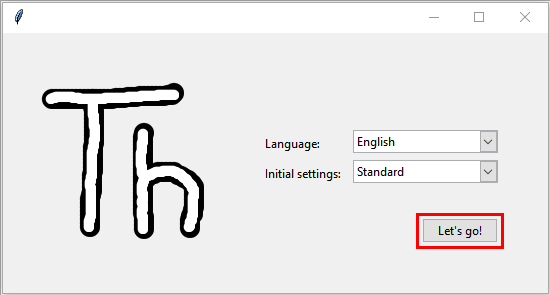 Th
Language: English
Initial settings: Standard
Let's go!